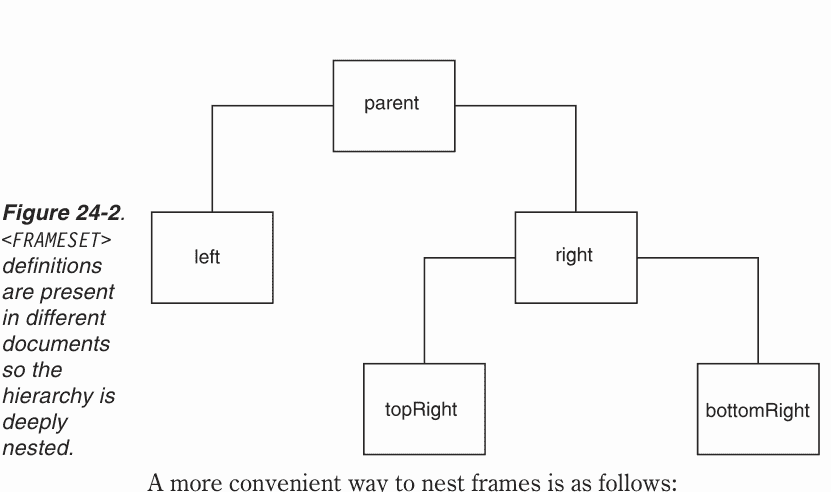 parent
left
right
topRight
bottomRight
Figure 24-2.
<FRAMESET>
definitions
are present
in different
documents
so the
hierarchy is
deeply
nested.
A more convenient way to nest frames is as follows: